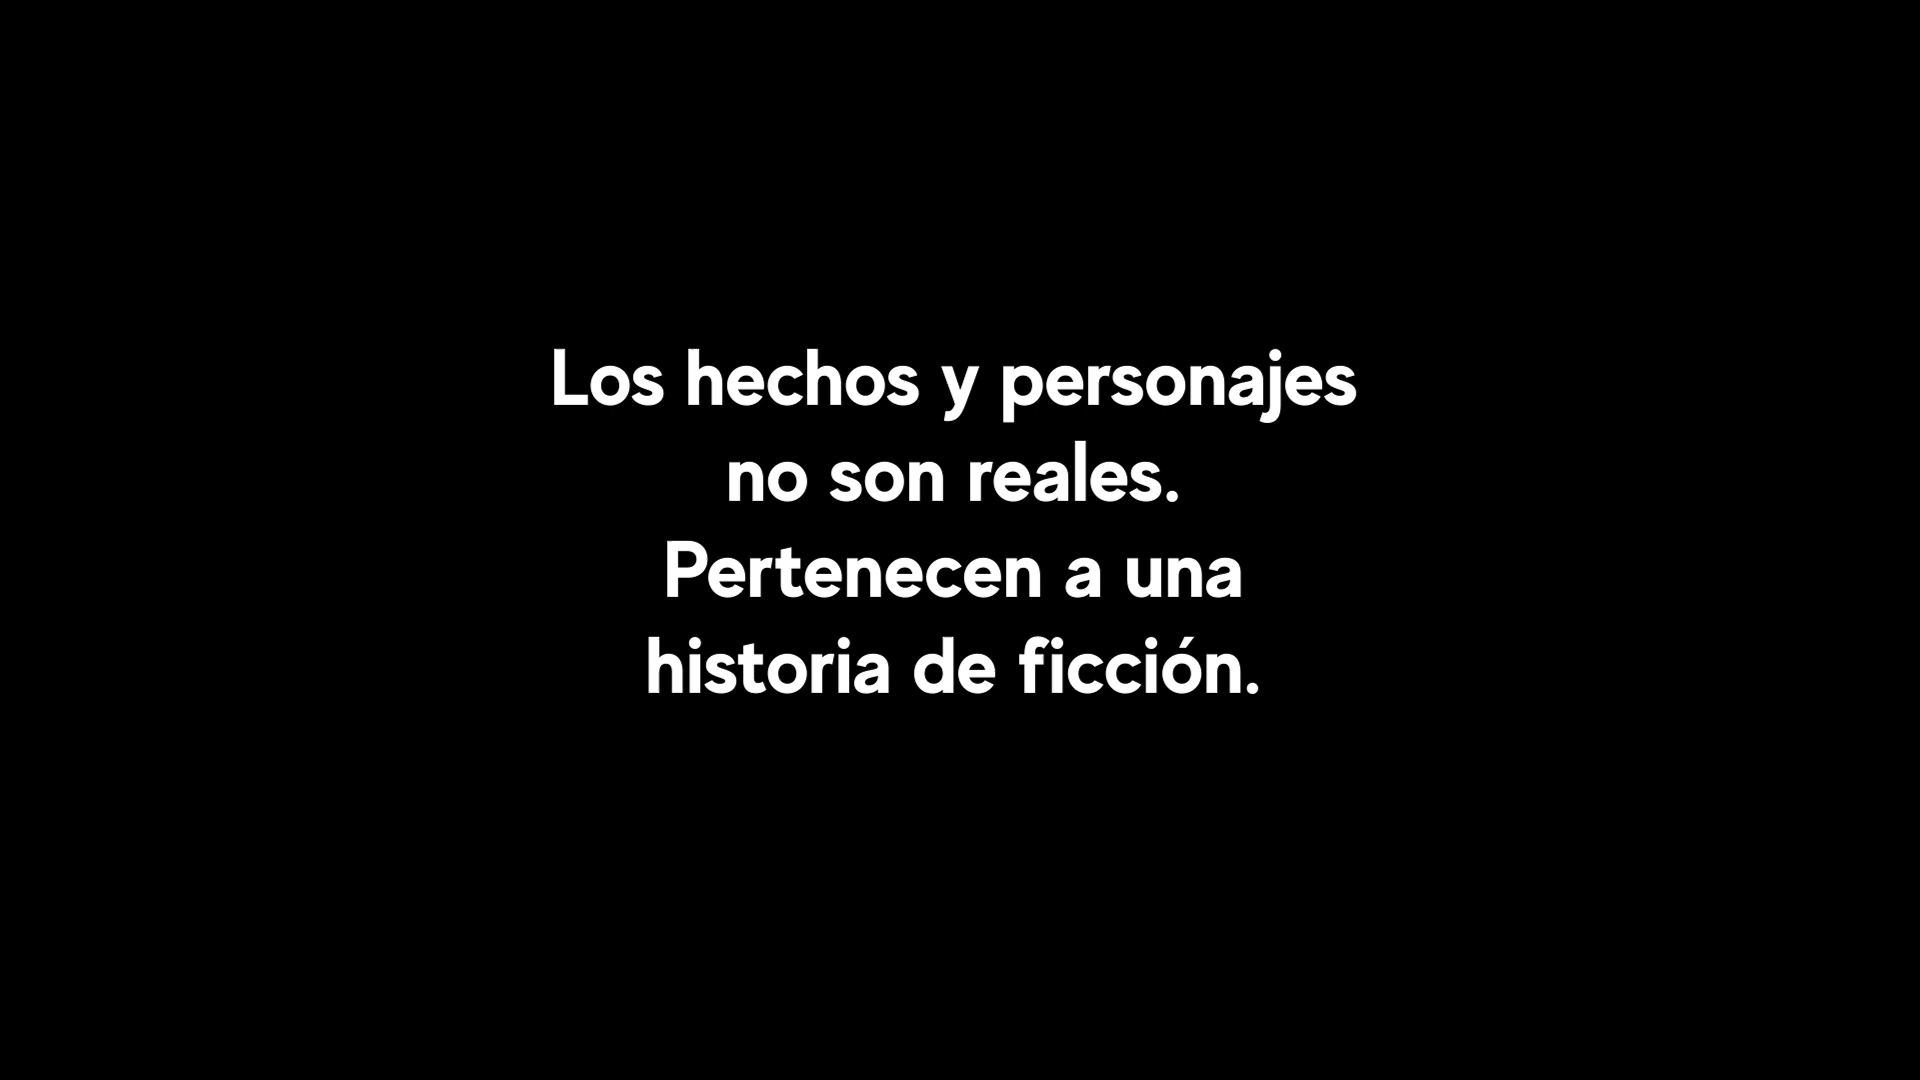 Los hechos y personajes
no son reales.
Pertenecen a una
historia de ficción.